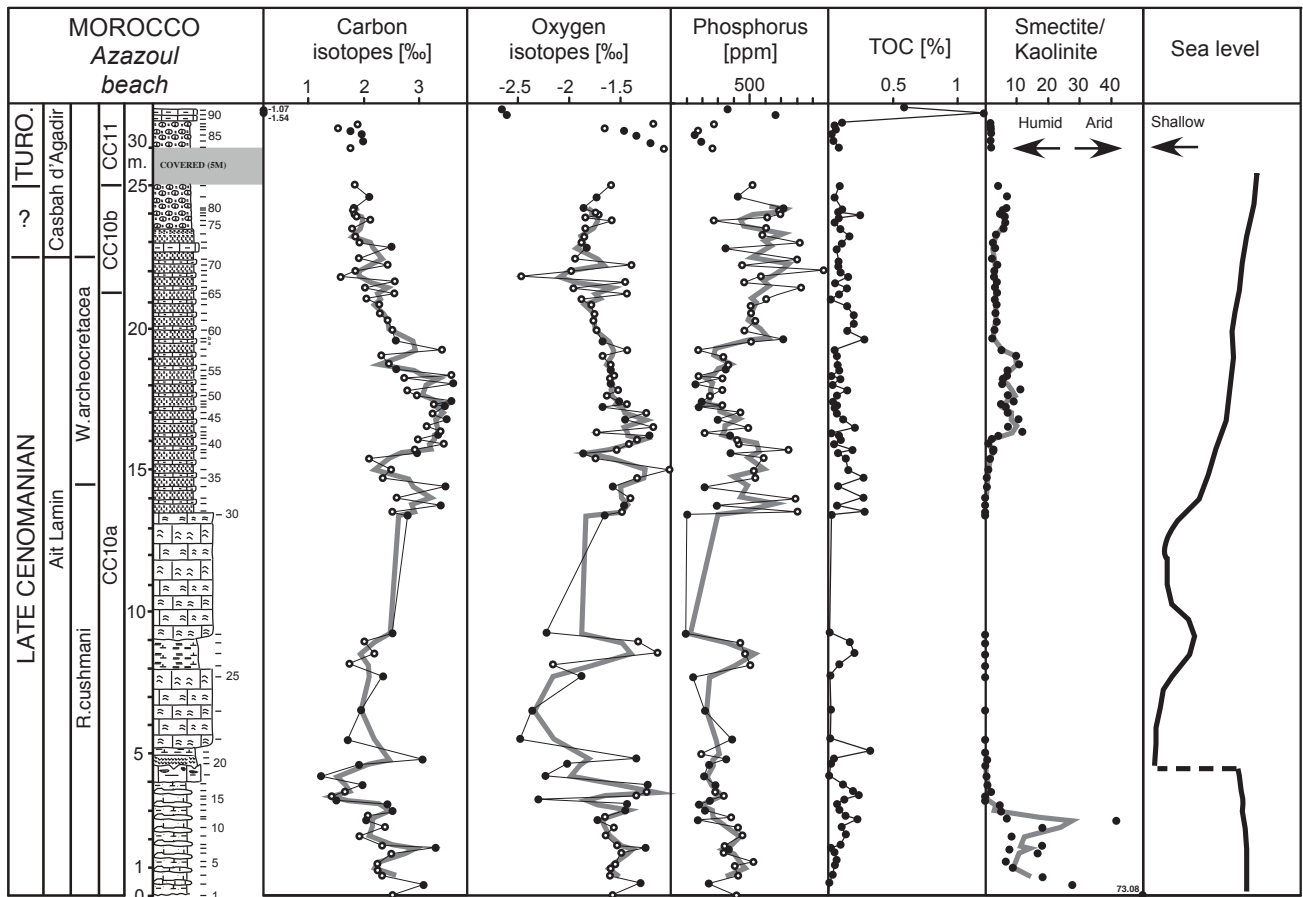 MOROCCO
Azazoul
beach
Carbon
isotopes [‰]
1 2 3
Oxygen
isotopes [‰]
-2.5 -2 -1.5
Phosphorus
[ppm]
500
TOC [%]
0.5 1
Smectite/
Kaolinite
10 20 30 40
Sea level
LATE CENOMANIAN
?
TURO.
Ait Lamin
Casbah d'Agadir
R.cushmani
W.archeocretacea
CC10a
CC10b
CC11
30
m.
25
20
15
10
5
1
0
COVERED (5M)
90
85
80
75
70
65
60
55
50
45
40
35
30
25
20
15
10
5
1
-1.07
-1.54
Humid
Arid
Shallow
73.08